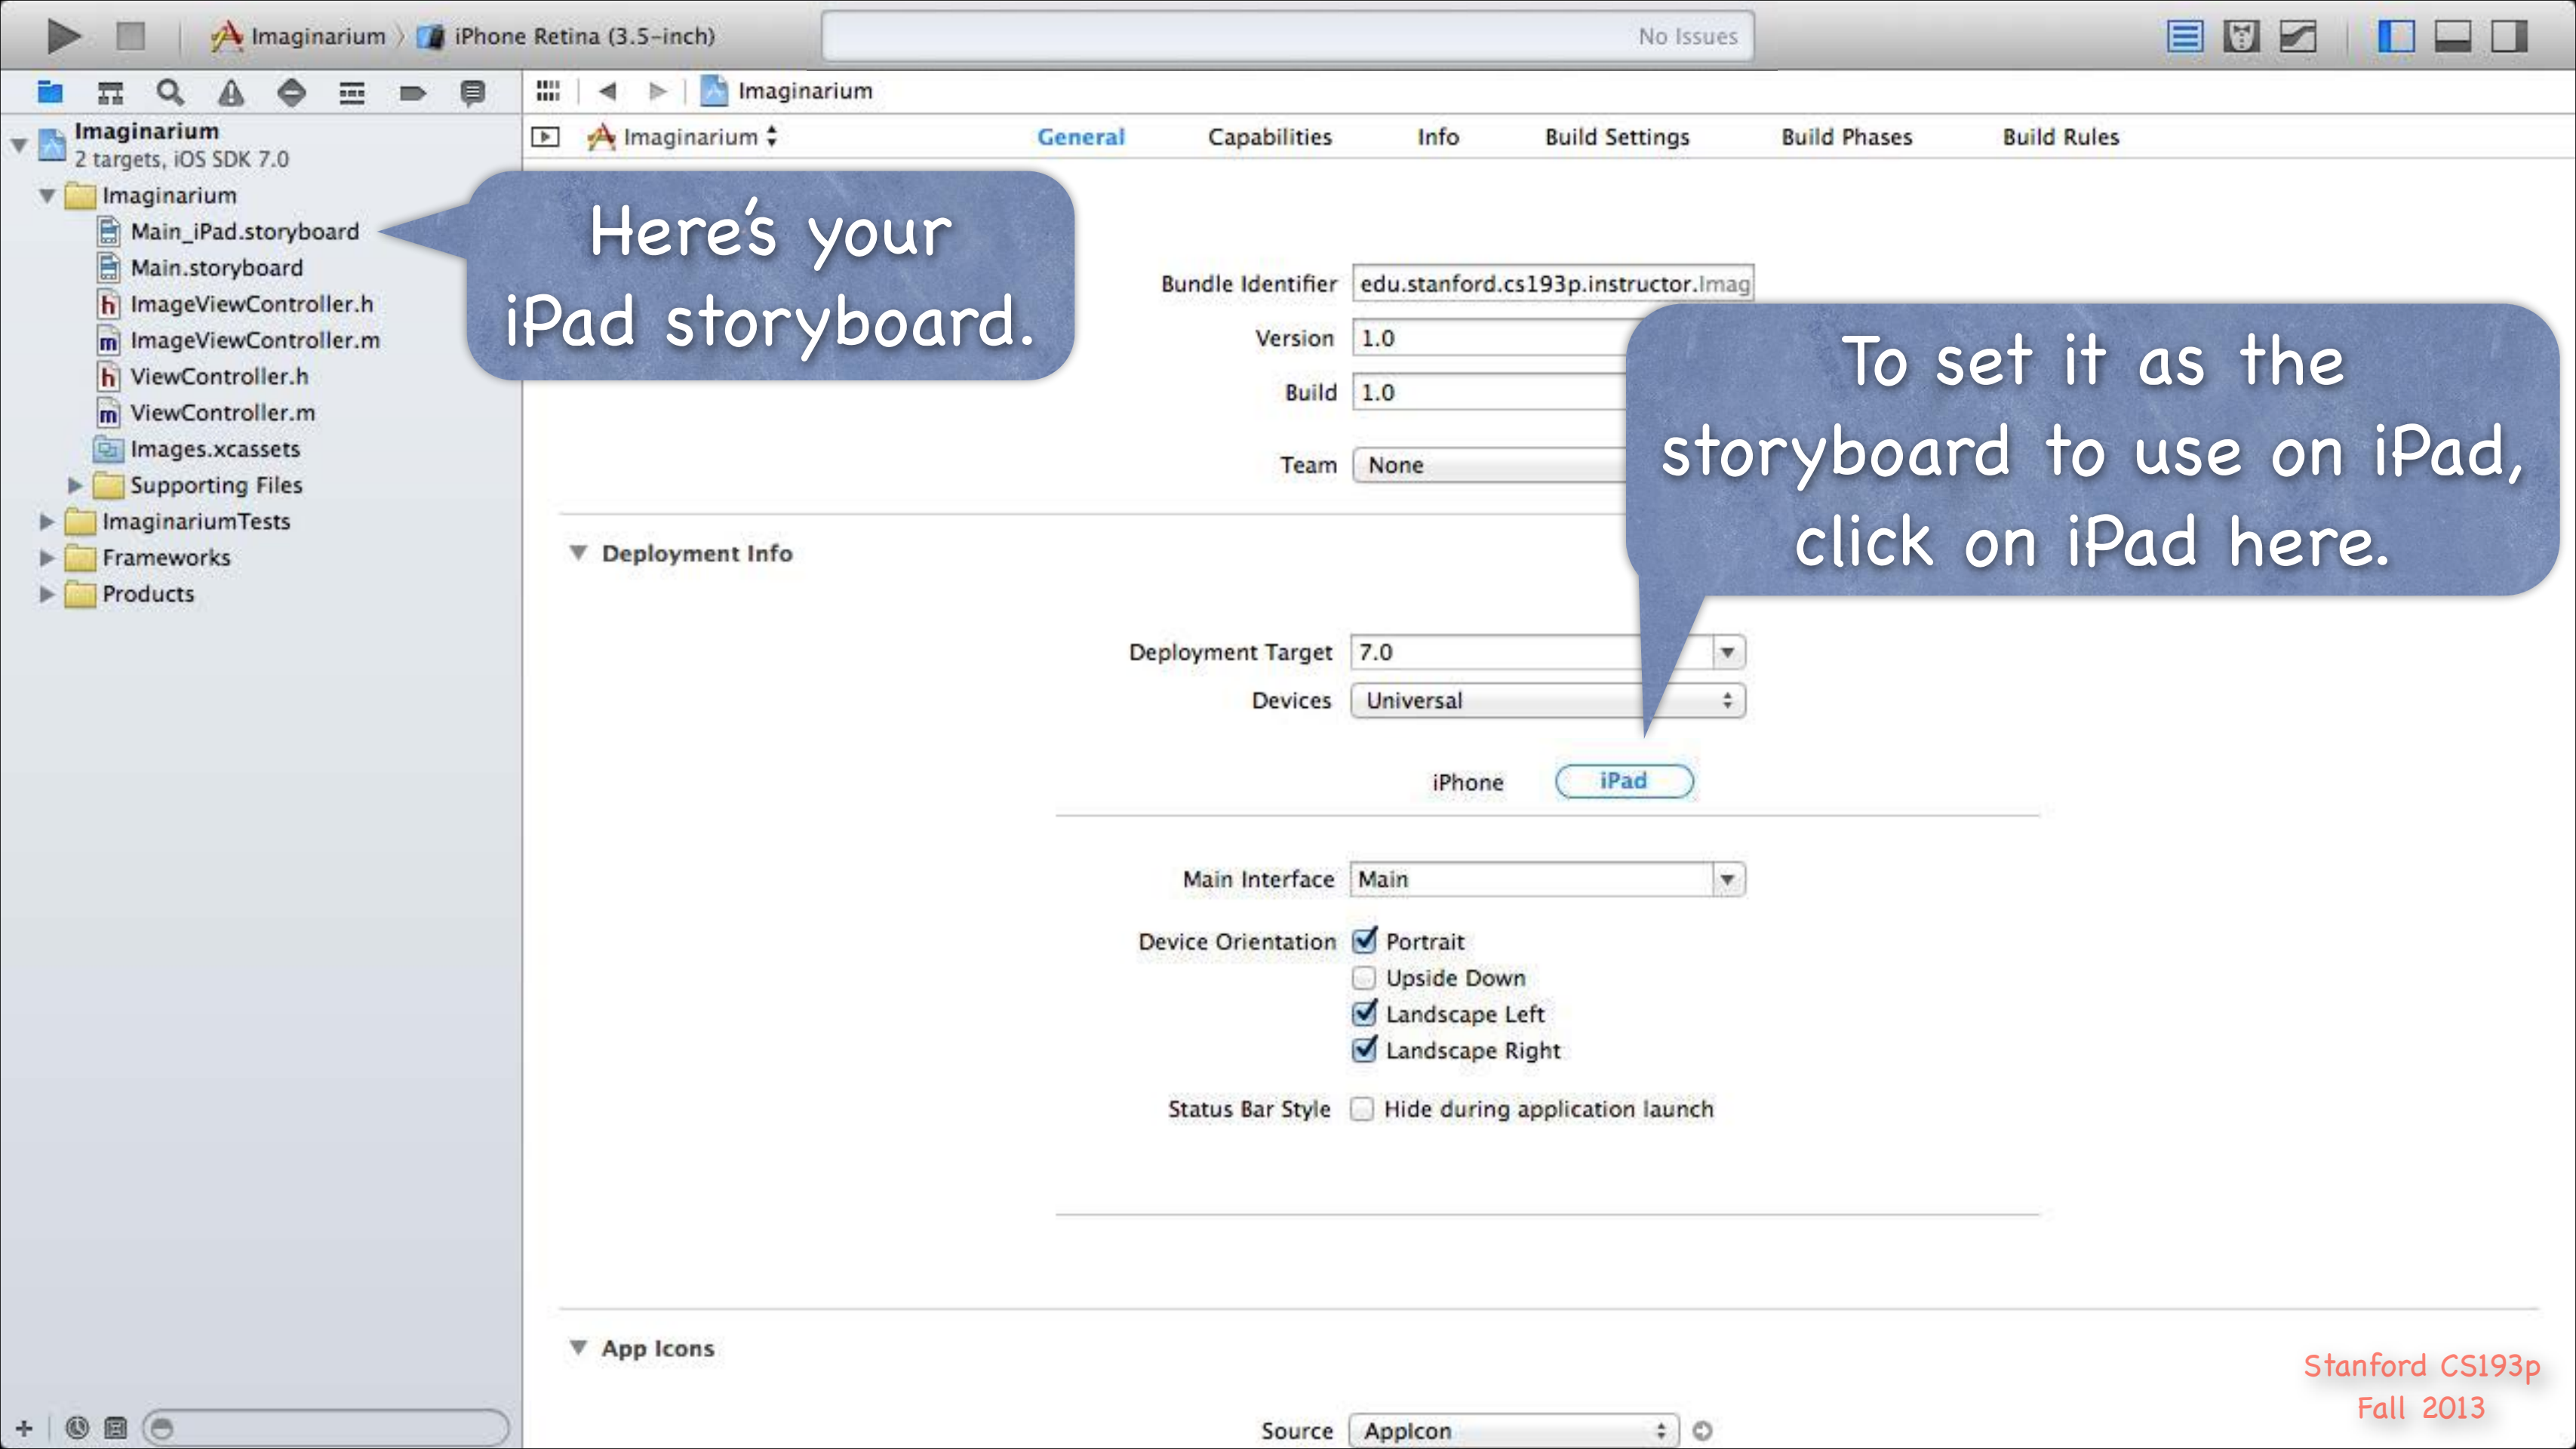 Imaginarium 〉 iPhone Retina (3.5-inch)
No Issues
Imaginarium
Imaginarium
2 targets, iOS SDK 7.0
Imaginarium
Main_iPad.storyboard
Main.storyboard
h ImageViewController.h
m ImageViewController.m
h ViewController.h
m ViewController.m
Images.xcassets
Supporting Files
ImaginariumTests
Frameworks
Products
Imaginarium
General Capabilities Info Build Settings Build Phases Build Rules
Here's your
iPad storyboard.
Bundle Identifier edu.stanford.cs193p.instructor.Imag
Version 1.0
Build 1.0
Team None
To set it as the
storyboard to use on iPad,
click on iPad here.
Deployment Info
Deployment Target 7.0
Devices Universal
iPhone iPad
Main Interface Main
Device Orientation Portrait
Upside Down
Landscape Left
Landscape Right
Status Bar Style Hide during application launch
App Icons
Source AppIcon
Stanford CS193p
Fall 2013